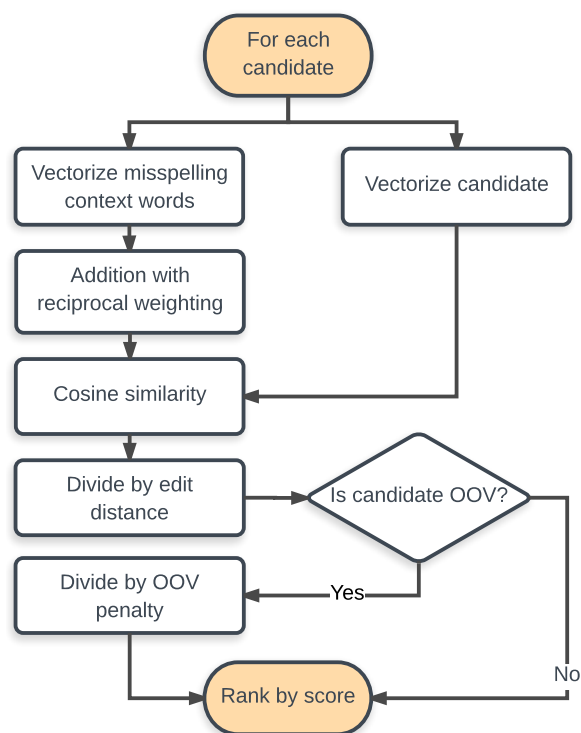 For each
candidate
Vectorize misspelling
context words
Vectorize candidate
Addition with
reciprocal weighting
Cosine similarity
Divide by edit
distance
Is candidate OOV?
Divide by OOV
penalty
Yes
No
Rank by score